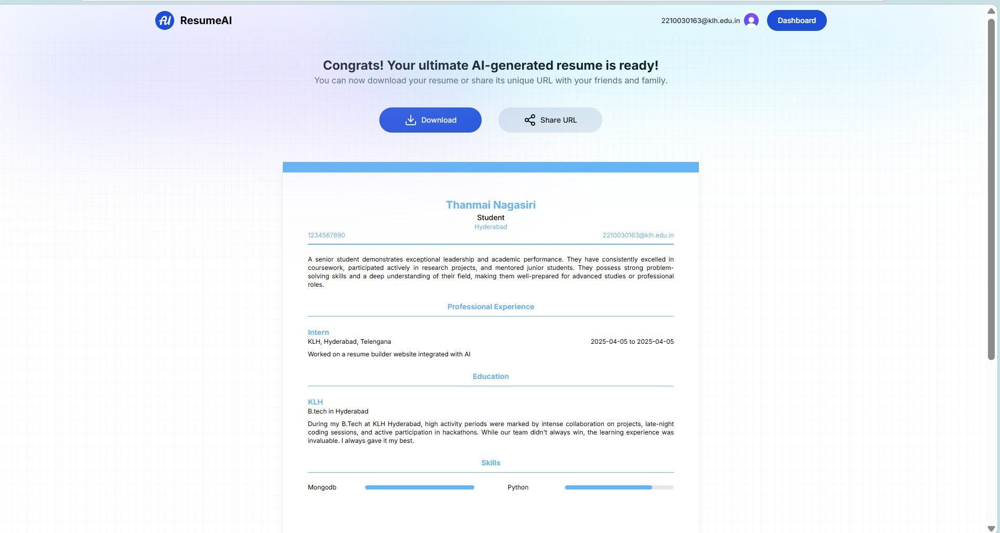 ResumeAI
2210030163@klh.edu.in
Dashboard
Congrats! Your ultimate AI-generated resume is ready!
You can now download your resume or share its unique URL with your friends and family.
Download
Share URL
Thanmai Nagasiri
Student
Hyderabad
1234567890
2210030163@klh.edu.in
A senior student demonstrates exceptional leadership and academic performance. They have consistently excelled in
coursework, participated actively in research projects, and mentored junior students. They possess strong problem-
solving skills and a deep understanding of their field, making them well-prepared for advanced studies or professional
roles.
Professional Experience
Intern
KLH, Hyderabad, Telengana
2025-04-05 to 2025-04-05
Worked on a resume builder website integrated with AI
Education
KLH
B.tech in Hyderabad
During my B.Tech at KLH Hyderabad, high activity periods were marked by intense collaboration on projects, late-night
coding sessions, and active participation in hackathons. While our team didn't always win, the learning experience was
invaluable. I always gave it my best.
Skills
Mongodb
Python